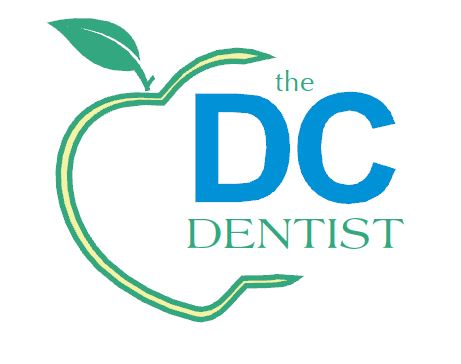 the
DC
DENTIST